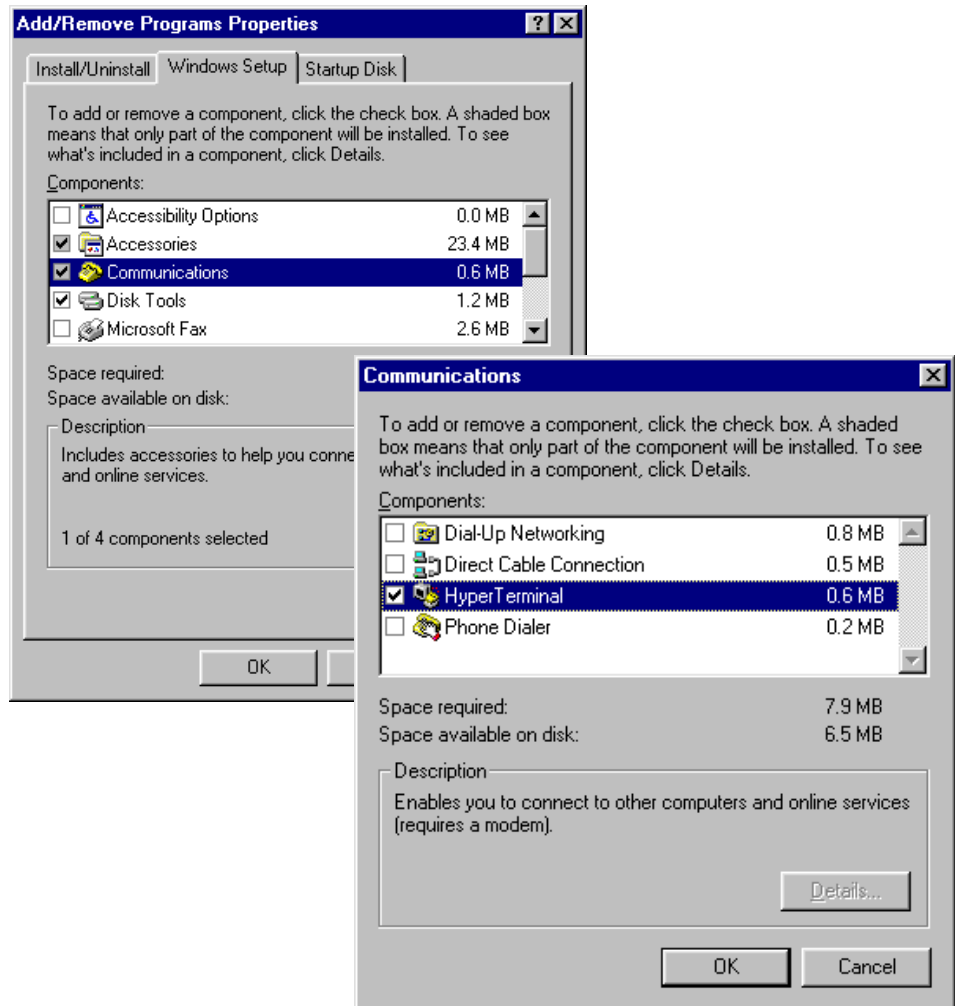 Add/Remove Programs Properties
Install/Uninstall Windows Setup Startup Disk
To add or remove a component, click the check box. A shaded box
means that only part of the component will be installed. To see
what's included in a component, click Details.
Components:
Accessibility Options 0.0 MB
Accessories 23.4 MB
Communications 0.6 MB
Disk Tools 1.2 MB
Microsoft Fax 2.6 MB
Space required:
Space available on disk:
Description
Includes accessories to help you conne
and online services.
1 of 4 components selected
OK
Communications
To add or remove a component, click the check box. A shaded
box means that only part of the component will be installed. To see
what's included in a component, click Details.
Components:
Dial-Up Networking 0.8 MB
Direct Cable Connection 0.5 MB
HyperTerminal 0.6 MB
Phone Dialer 0.2 MB
Space required: 7.9 MB
Space available on disk: 6.5 MB
Description
Enables you to connect to other computers and online services
(requires a modem).
Details...
OK Cancel